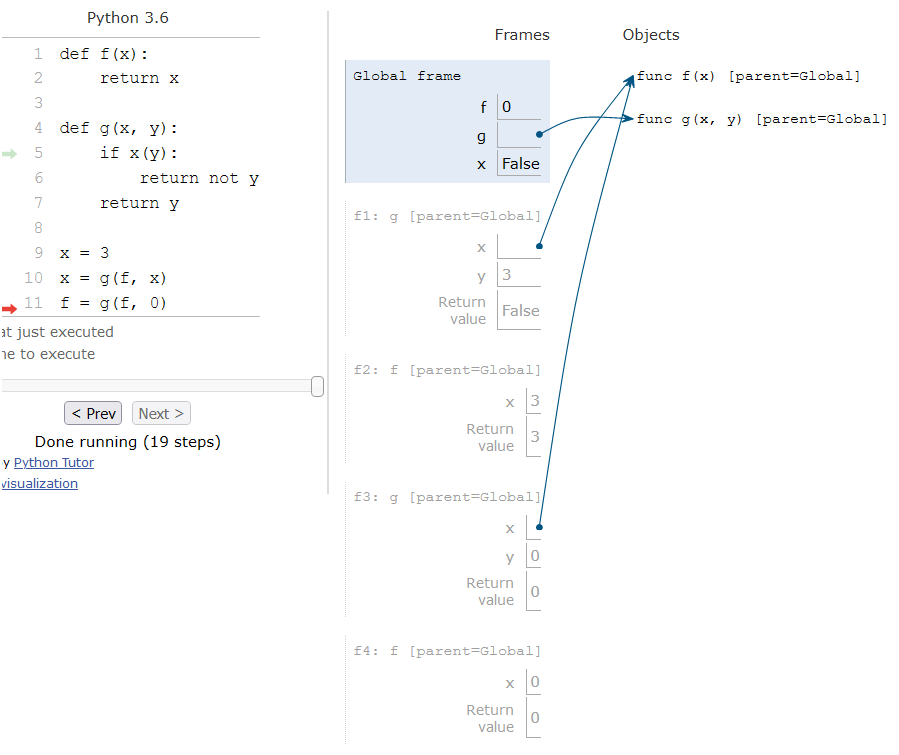 Python 3.6
1 def f(x):
2     return x
3
4 def g(x, y):
5     if x(y):
6         return not y
7     return y
8
9 x = 3
10 x = g(f, x)
11 f = g(f, 0)
at just executed
ne to execute
< Prev Next >
Done running (19 steps)
y Python Tutor
visualization
Frames Objects
Global frame
f 0
g
x False
func f(x) [parent=Global]
func g(x, y) [parent=Global]
f1: g [parent=Global]
x
y 3
Return
value False
f2: f [parent=Global]
x 3
Return
value 3
f3: g [parent=Global]
x
y 0
Return
value 0
f4: f [parent=Global]
x 0
Return
value 0